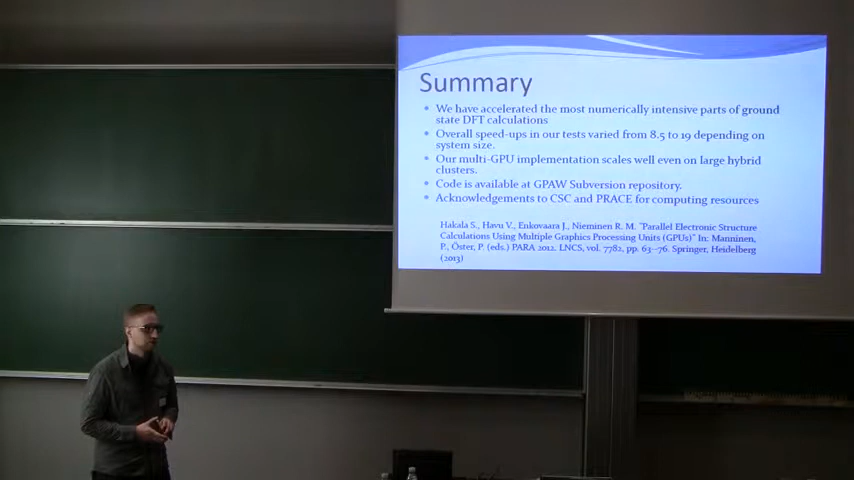 Summary
We have accelerated the most numerically intensive parts of ground
state DFT calculations
Overall speed-ups in our tests varied from 8.5 to 19 depending on
system size.
Our multi-GPU implementation scales well even on large hybrid
clusters.
Code is available at GPAW Subversion repository.
Acknowledgements to CSC and PRACE for computing resources
Hakala S., Havu V., Enkovaara J., Nieminen R. M. "Parallel Electronic Structure
Calculations Using Multiple Graphics Processing Units (GPUs)" In: Manninen,
P., Öster, P. (eds.) PARA 2012. LNCS, vol. 7782, pp. 63–76. Springer, Heidelberg
(2013)